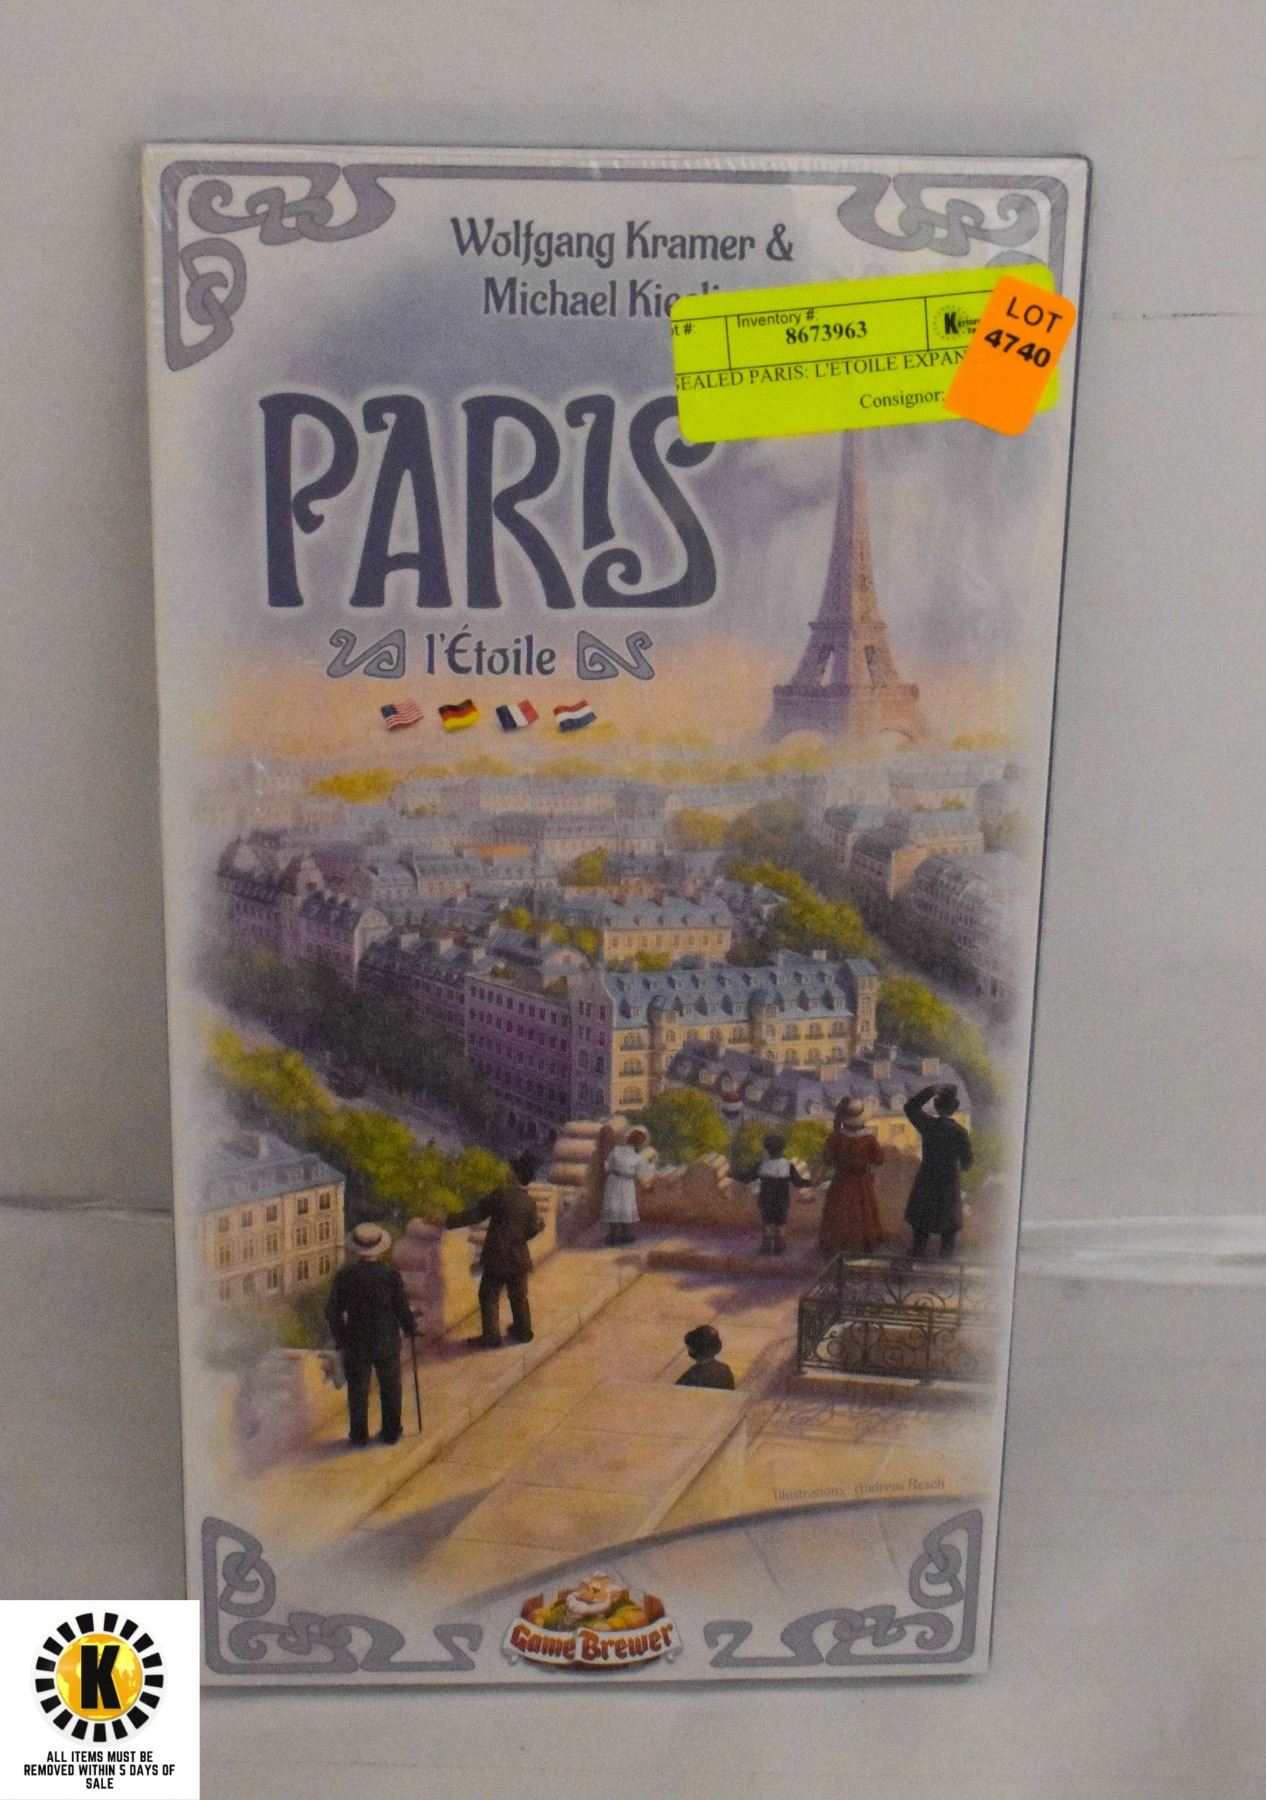 Wolfgang Kramer &
Michael
Inventory #:
8673963
LOT
4740
SEALED PARIS: L'ETOILE EXPAN
Consignor:
PARIS
l'Étoile
Illustrations: Andreas Resch
Game Brewer
K
ALL ITEMS MUST BE
REMOVED WITHIN 5 DAYS OF
SALE